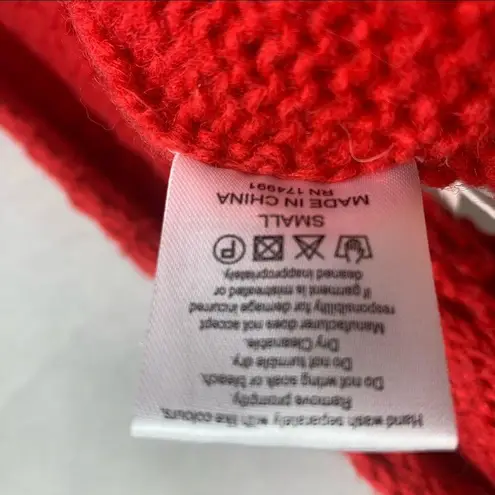 Hand wash separately with like colours.
Remove promptly.
Do not wring soak or bleach.
Do not tumble dry.
Dry Cleanable.
Manufacturer does not accept
responsibility for damage incurred
if garment is mistreated or
cleaned inappropriately.
P
SMALL
MADE IN CHINA
RN 174991